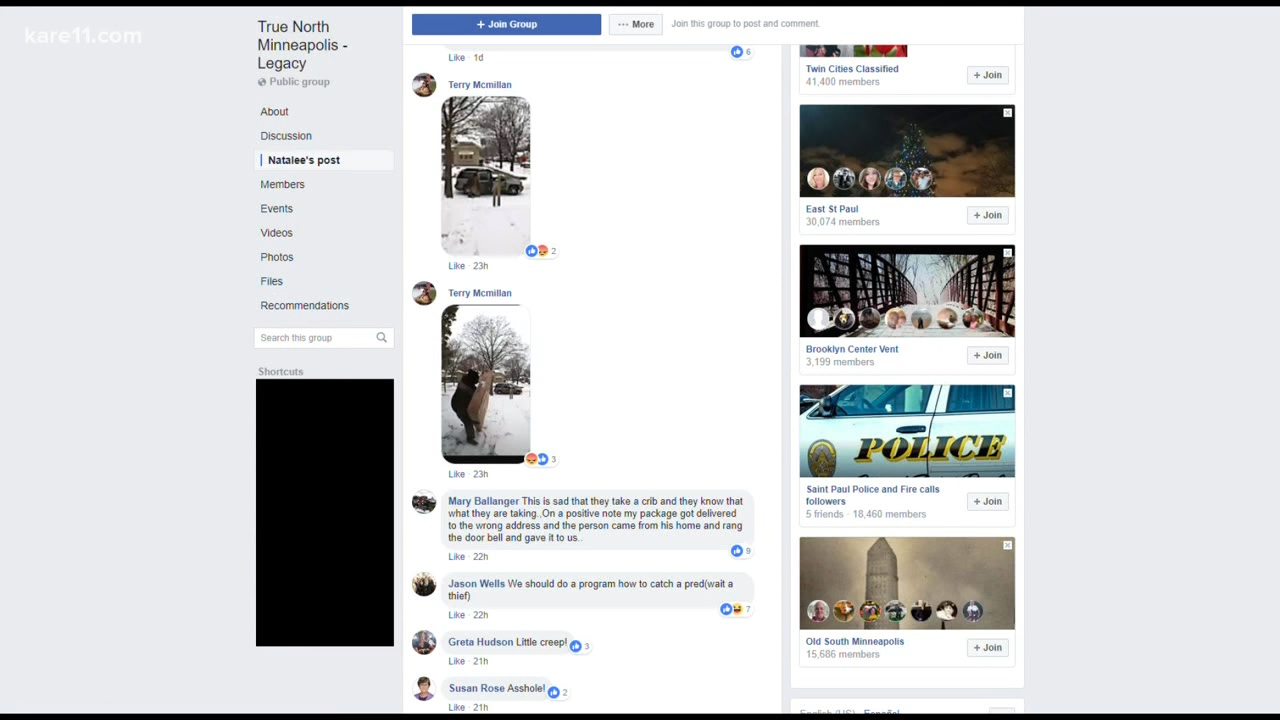 kare11.com
True North
Minneapolis -
Legacy
Public group
About
Discussion
Natalee's post
Members
Events
Videos
Photos
Files
Recommendations
Search this group
Shortcuts
+ Join Group
··· More
Join this group to post and comment.
6
Like · 1d
Terry Mcmillan
2
Like · 23h
Terry Mcmillan
3
Like · 23h
Mary Ballanger This is sad that they take a crib and they know that
what they are taking.,On a positive note my package got delivered
to the wrong address and the person came from his home and rang
the door bell and gave it to us..
9
Like · 22h
Jason Wells We should do a program how to catch a pred(wait a
thief)
7
Like · 22h
Greta Hudson Little creep!
3
Like · 21h
Susan Rose Asshole!
2
Like · 21h
Twin Cities Classified
41,400 members
+ Join
East St Paul
30,074 members
+ Join
Brooklyn Center Vent
3,199 members
+ Join
POLICE
Saint Paul Police and Fire calls
followers
5 friends · 18,460 members
+ Join
Old South Minneapolis
15,686 members
+ Join
English (US) · Español